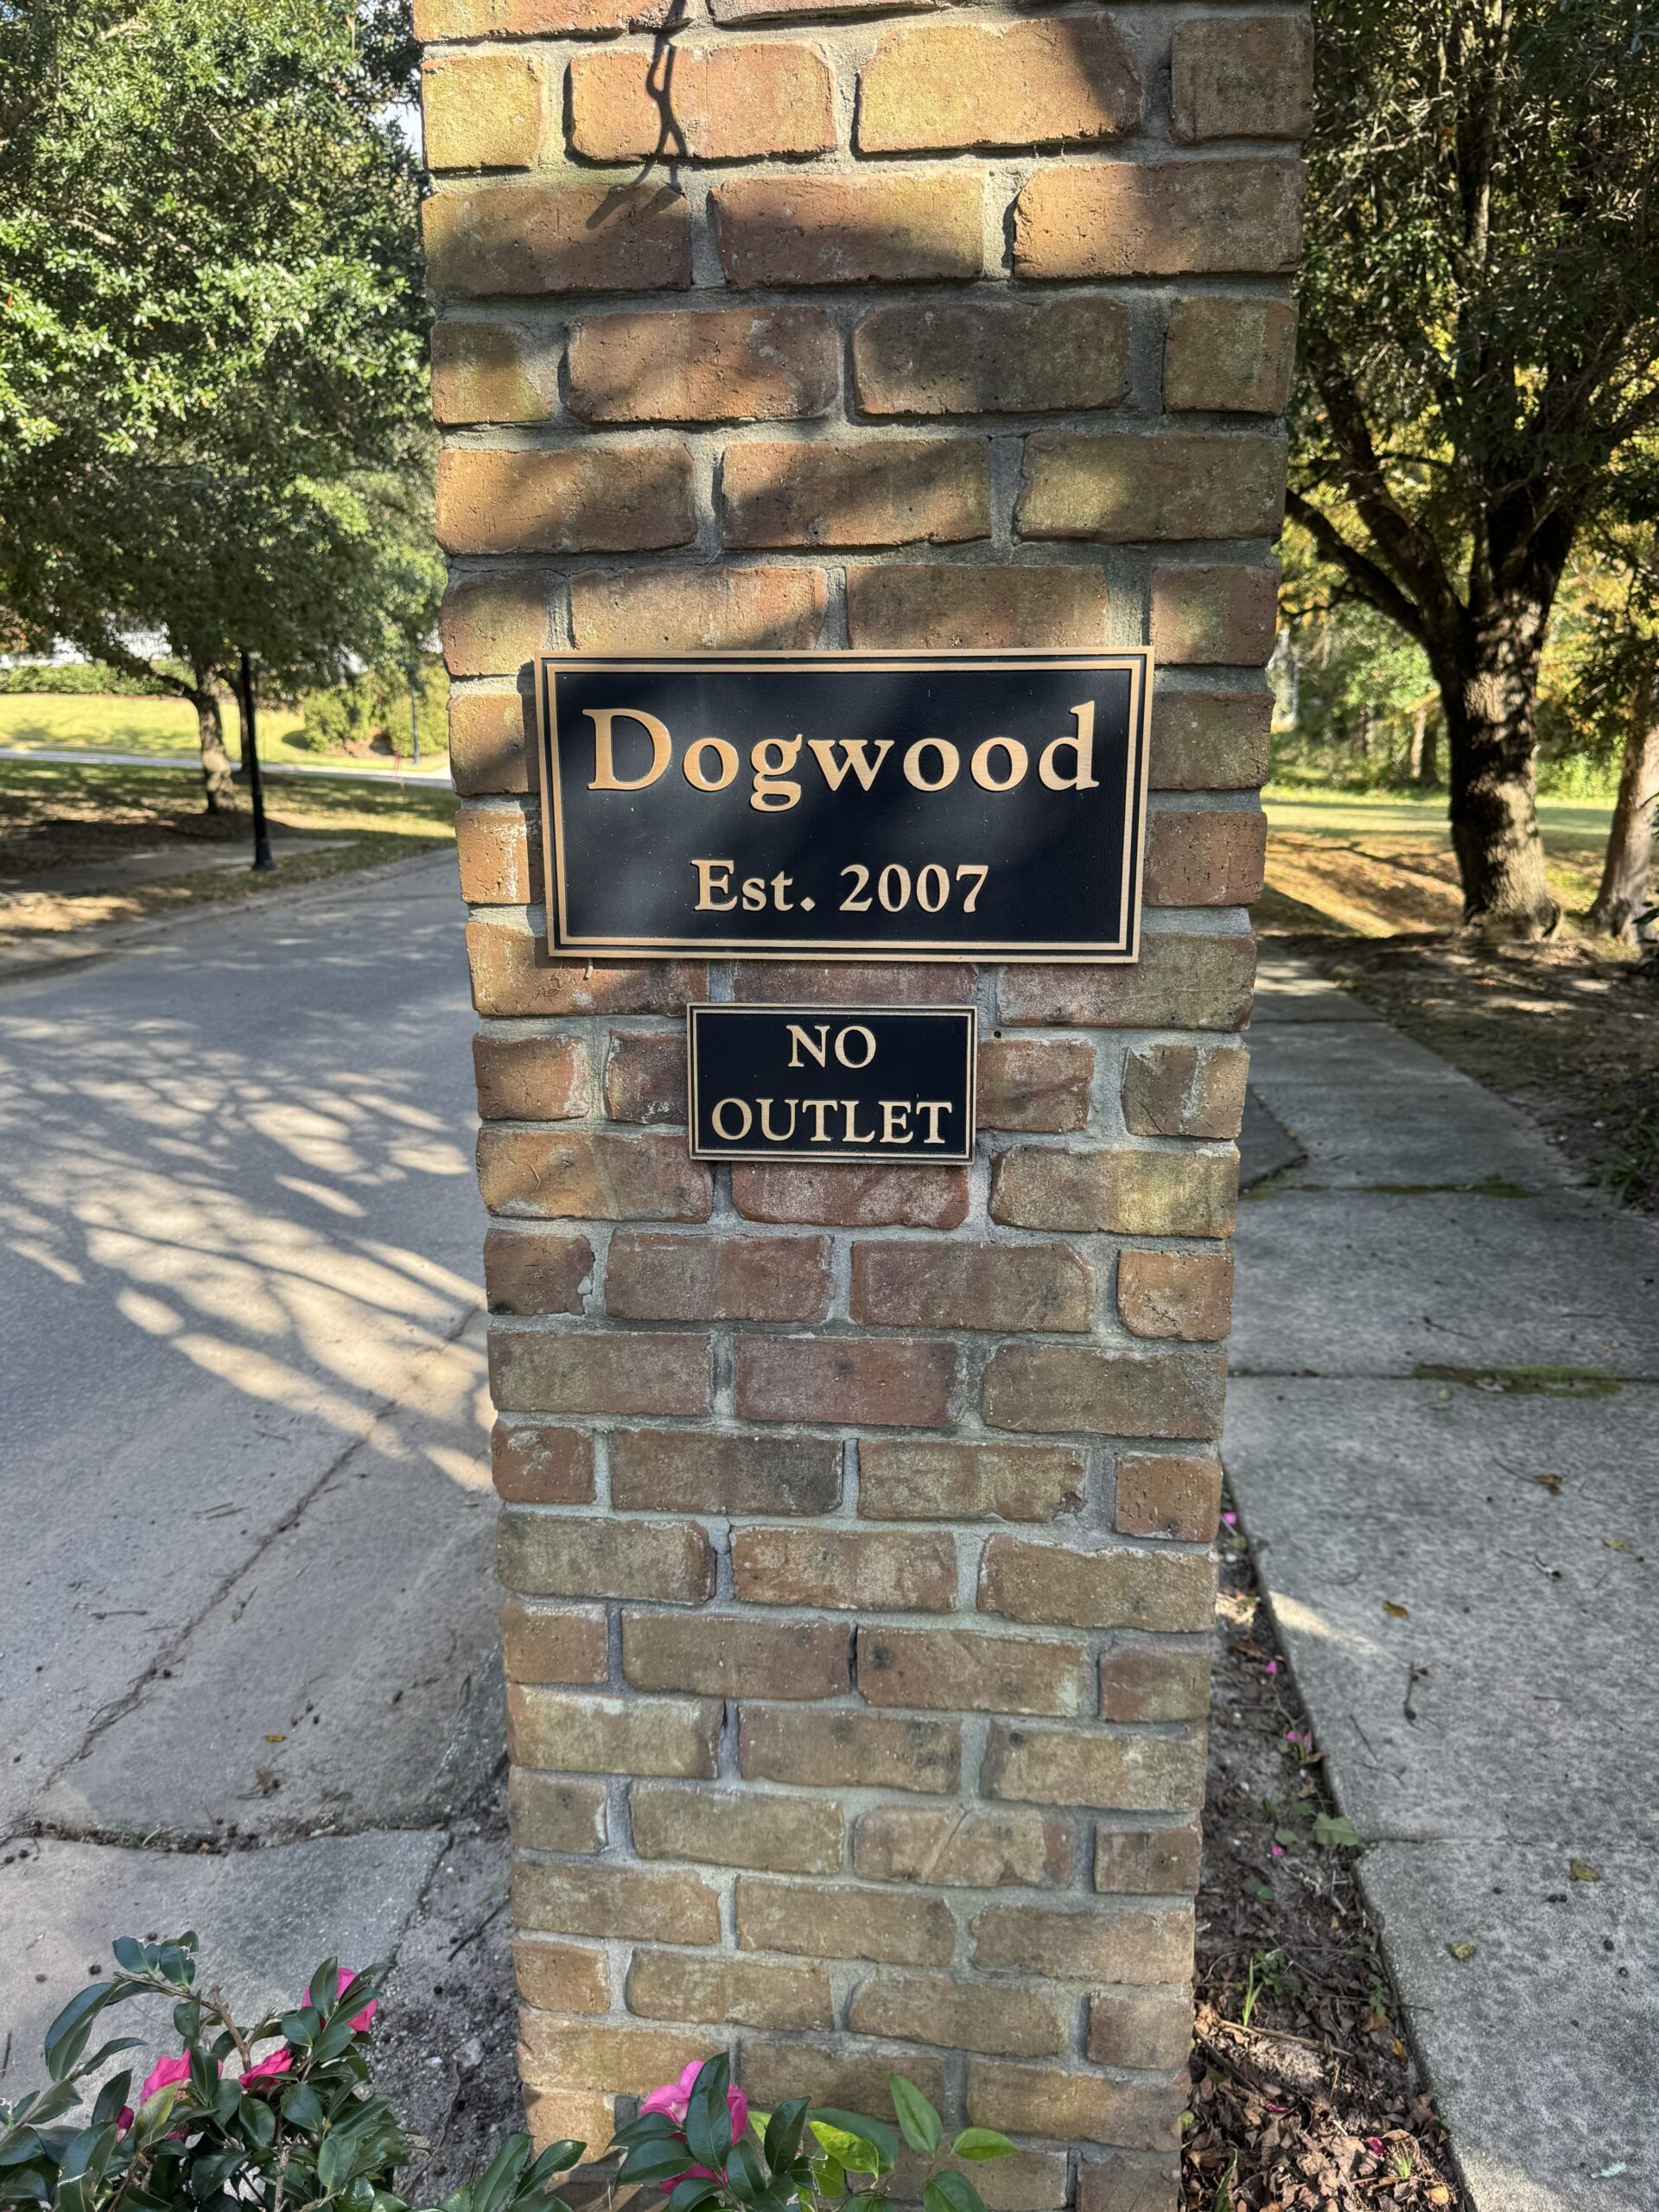 Dogwood
Est. 2007
NO
OUTLET